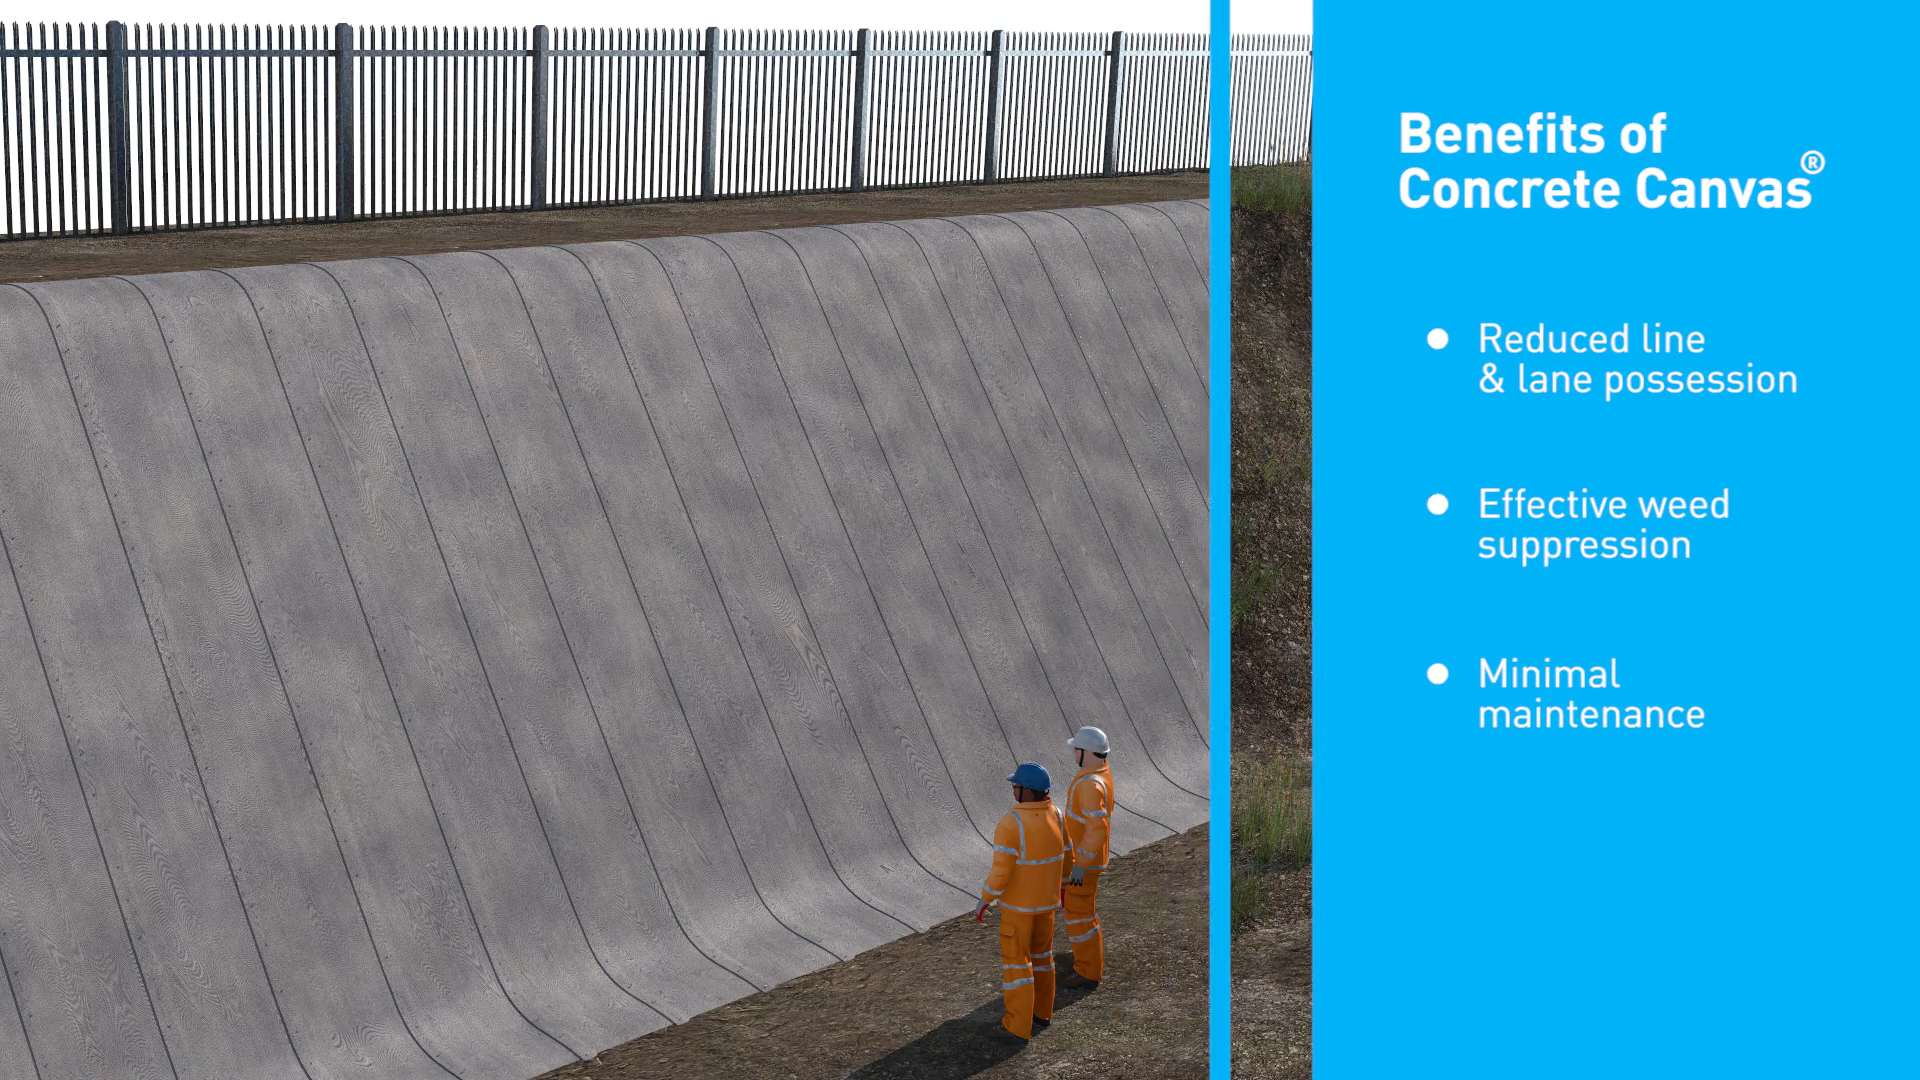 Benefits of
Concrete Canvas®
Reduced line
& lane possession
Effective weed
suppression
Minimal
maintenance